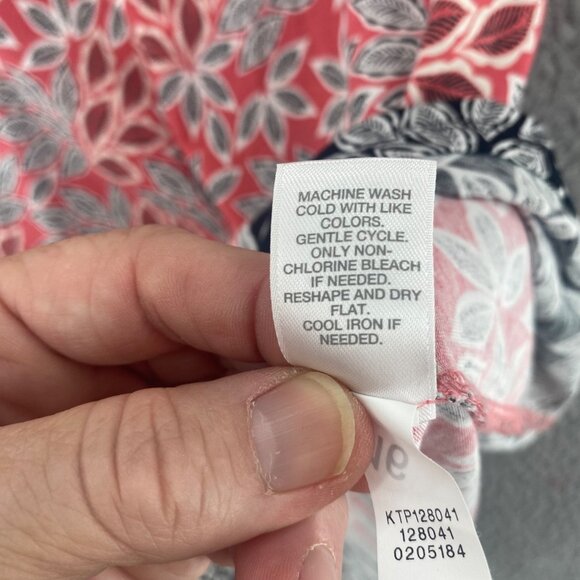 MACHINE WASH
COLD WITH LIKE
COLORS.
GENTLE CYCLE.
ONLY NON-
CHLORINE BLEACH
IF NEEDED.
RESHAPE AND DRY
FLAT.
COOL IRON IF
NEEDED.
KTP128041
128041
0205184